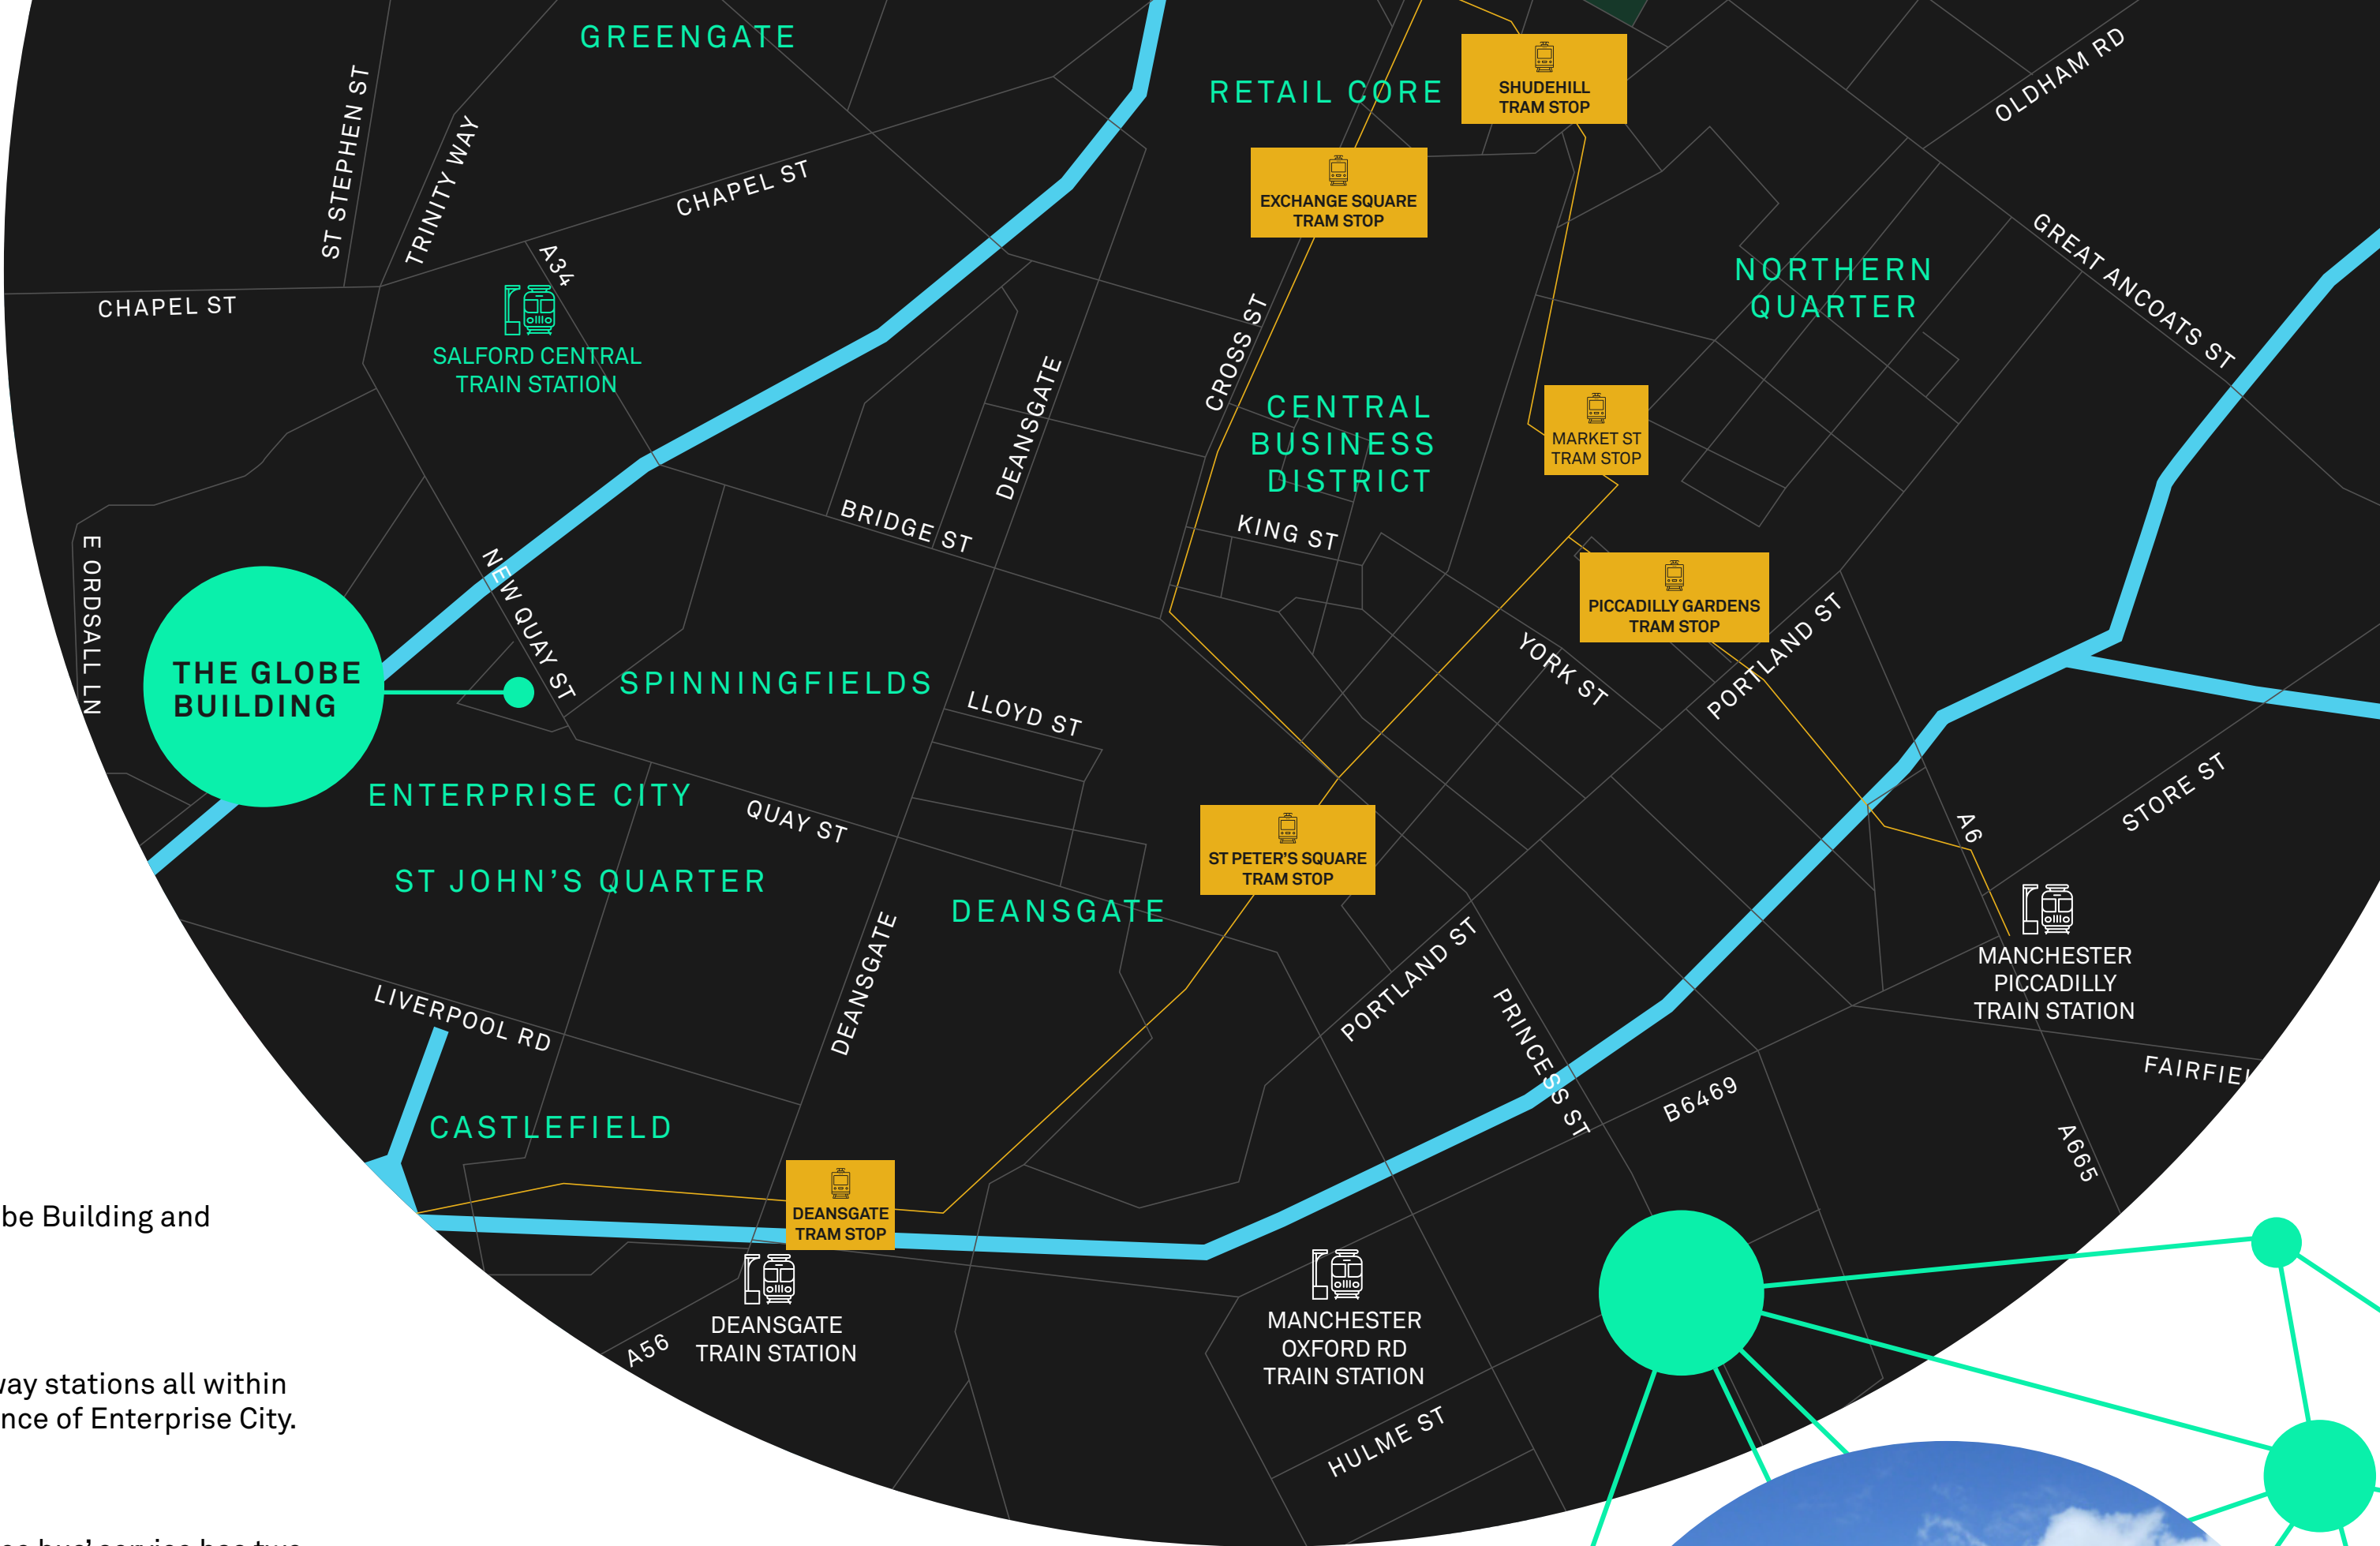 GREENGATE
RETAIL CORE
SHUDEHILL
TRAM STOP
OLDHAM RD
ST STEPHEN ST
TRINITY WAY
CHAPEL ST
EXCHANGE SQUARE
TRAM STOP
A34
CHAPEL ST
SALFORD CENTRAL
TRAIN STATION
NORTHERN
QUARTER
GREAT ANCOATS ST
CROSS ST
DEANSGATE
CENTRAL
BUSINESS
DISTRICT
MARKET ST
TRAM STOP
BRIDGE ST
KING ST
E ORDSALL LN
NEW QUAY ST
PICCADILLY GARDENS
TRAM STOP
THE GLOBE
BUILDING
SPINNINGFIELDS
LLOYD ST
YORK ST
PORTLAND ST
ENTERPRISE CITY
QUAY ST
ST PETER'S SQUARE
TRAM STOP
A6
STORE ST
ST JOHN'S QUARTER
DEANSGATE
DEANSGATE
PORTLAND ST
MANCHESTER
PICCADILLY
TRAIN STATION
LIVERPOOL RD
PRINCESS ST
B6469
FAIRFIE
A665
CASTLEFIELD
DEANSGATE
TRAM STOP
be Building and
DEANSGATE
TRAIN STATION
A56
MANCHESTER
OXFORD RD
TRAIN STATION
HULME ST
way stations all within
nce of Enterprise City.
bus' service has two